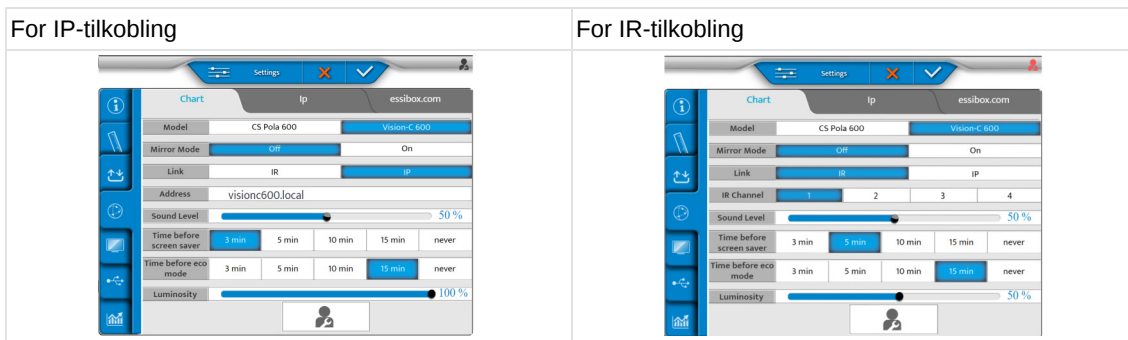 For IP-tilkobling
Settings
Chart Ip essibox.com
Model CS Pola 600 Vision-C 600
Mirror Mode Off On
Link IR IP
Address visionc600.local
Sound Level 50 %
Time before screen saver 3 min 5 min 10 min 15 min never
Time before eco mode 3 min 5 min 10 min 15 min never
Luminosity 100 %
For IR-tilkobling
Settings
Chart Ip essibox.com
Model CS Pola 600 Vision-C 600
Mirror Mode Off On
Link IR IP
IR Channel 1 2 3 4
Sound Level 50 %
Time before screen saver 3 min 5 min 10 min 15 min never
Time before eco mode 3 min 5 min 10 min 15 min never
Luminosity 50 %